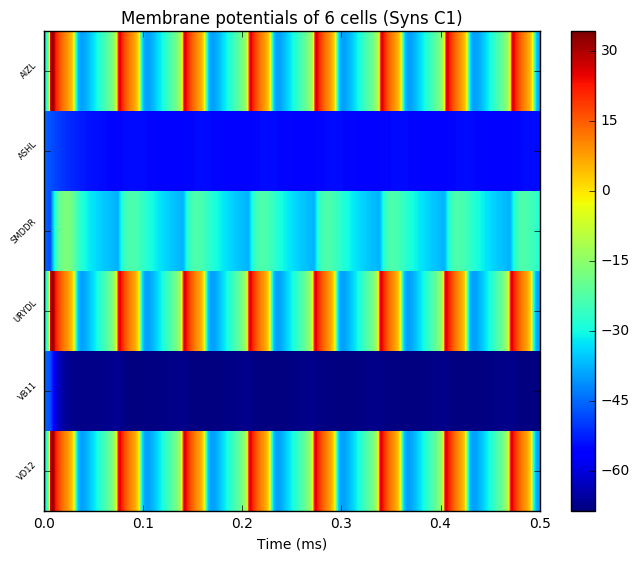 Membrane potentials of 6 cells (Syns C1)
AIZL
ASHL
SMDDR
URYDL
VB11
VD12
30
15
0
−15
−30
−45
−60
0.0 0.1 0.2 0.3 0.4 0.5
Time (ms)